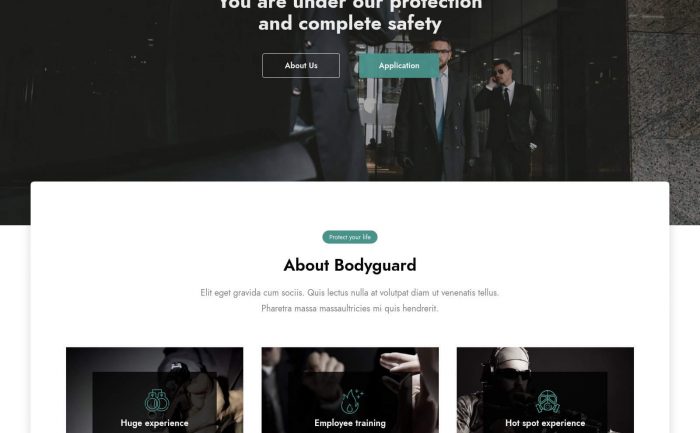 You are under our protection
and complete safety
About Us
Application
Protect your life
About Bodyguard
Elit eget gravida cum sociis. Quis lectus nulla at volutpat diam ut venenatis tellus.
Pharetra massa massaultricies mi quis hendrerit.
Huge experience
Employee training
Hot spot experience